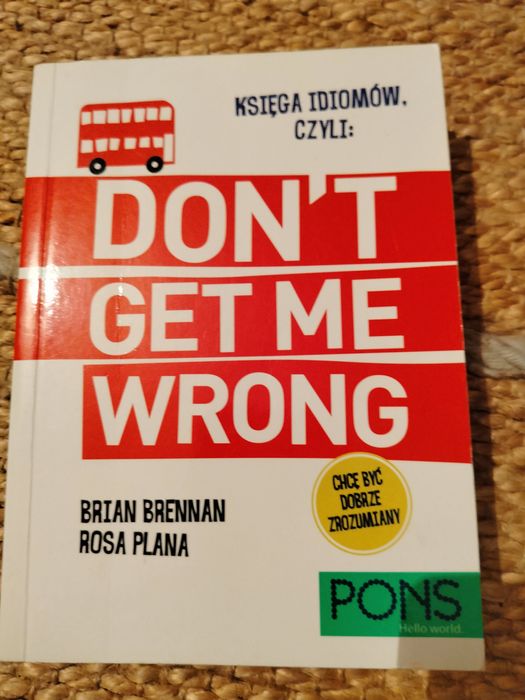 KSIĘGA IDIOMÓW,
CZYLI:
DON'T
GET ME
WRONG
BRIAN BRENNAN
ROSA PLANA
CHCĘ BYĆ
DOBRZE
ZROZUMIANY
PONS
Hello world.